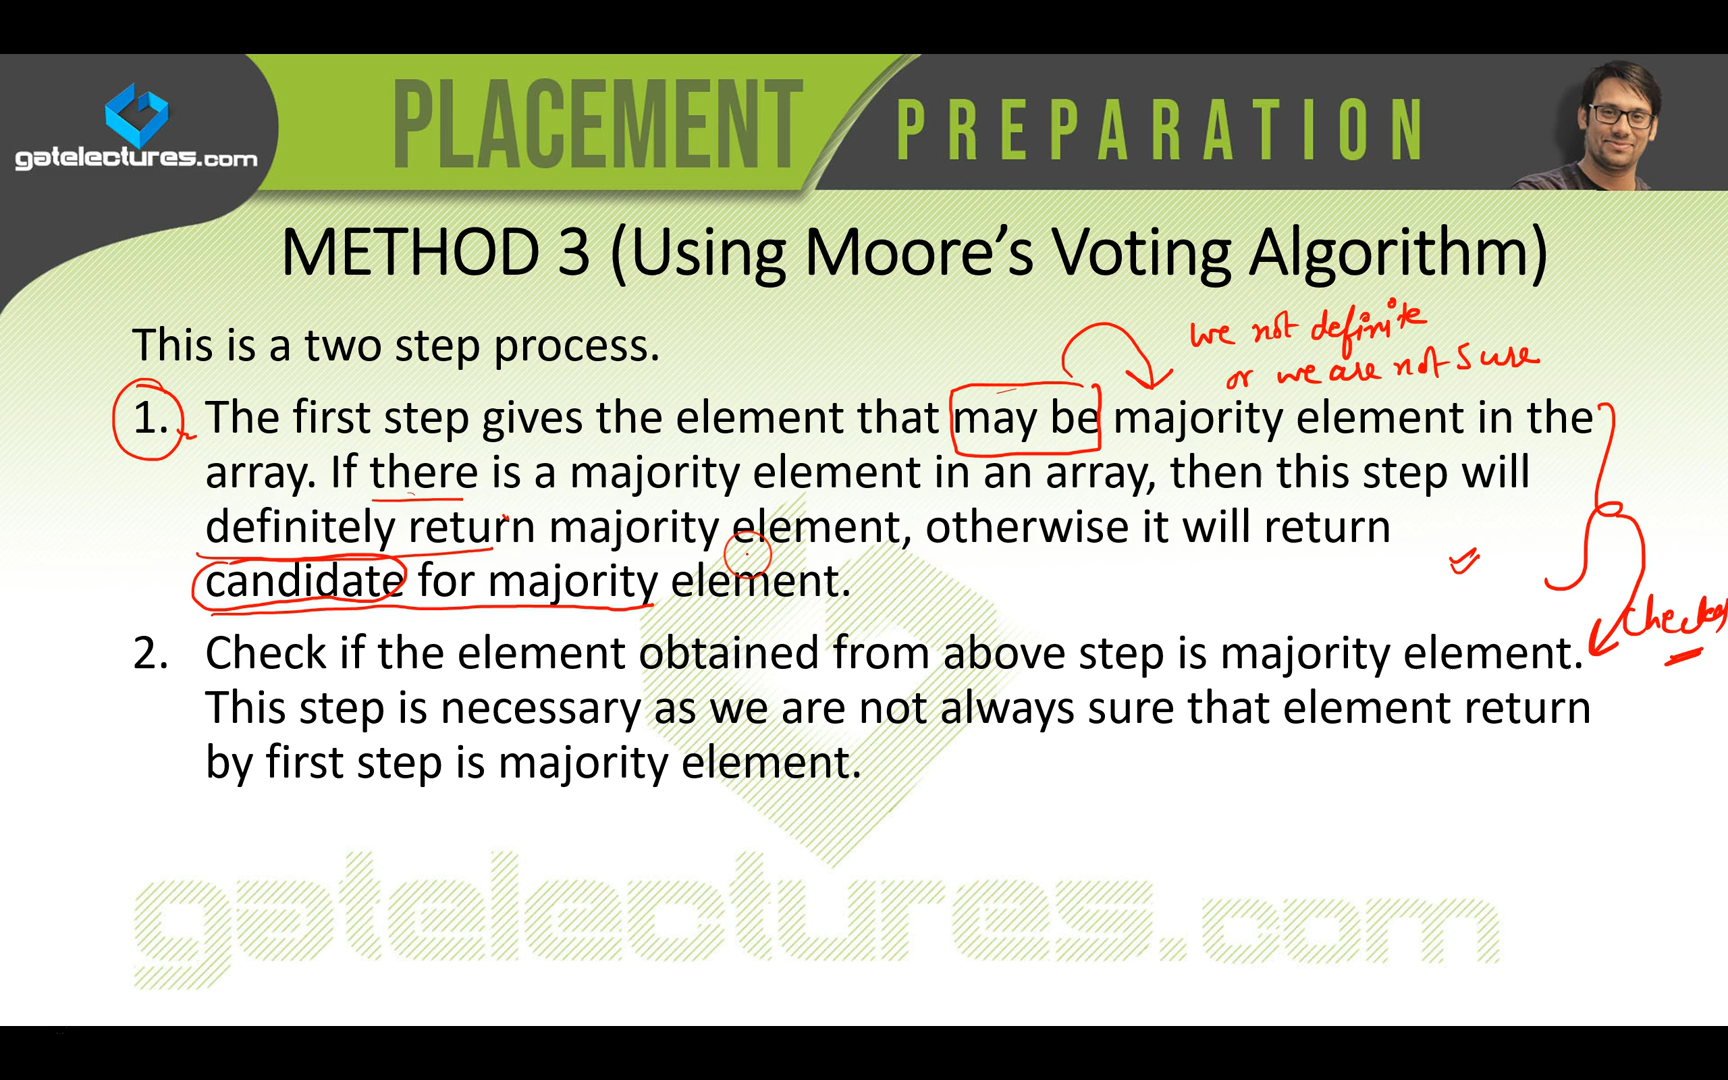 PLACEMENT PREPARATION
gatelectures.com
METHOD 3 (Using Moore’s Voting Algorithm)
we not definite
or we are not sure
This is a two step process.
1. The first step gives the element that may be majority element in the
array. If there is a majority element in an array, then this step will
definitely return majority element, otherwise it will return
candidate for majority element.
2. Check if the element obtained from above step is majority element.
This step is necessary as we are not always sure that element return
by first step is majority element.
gatelectures.com